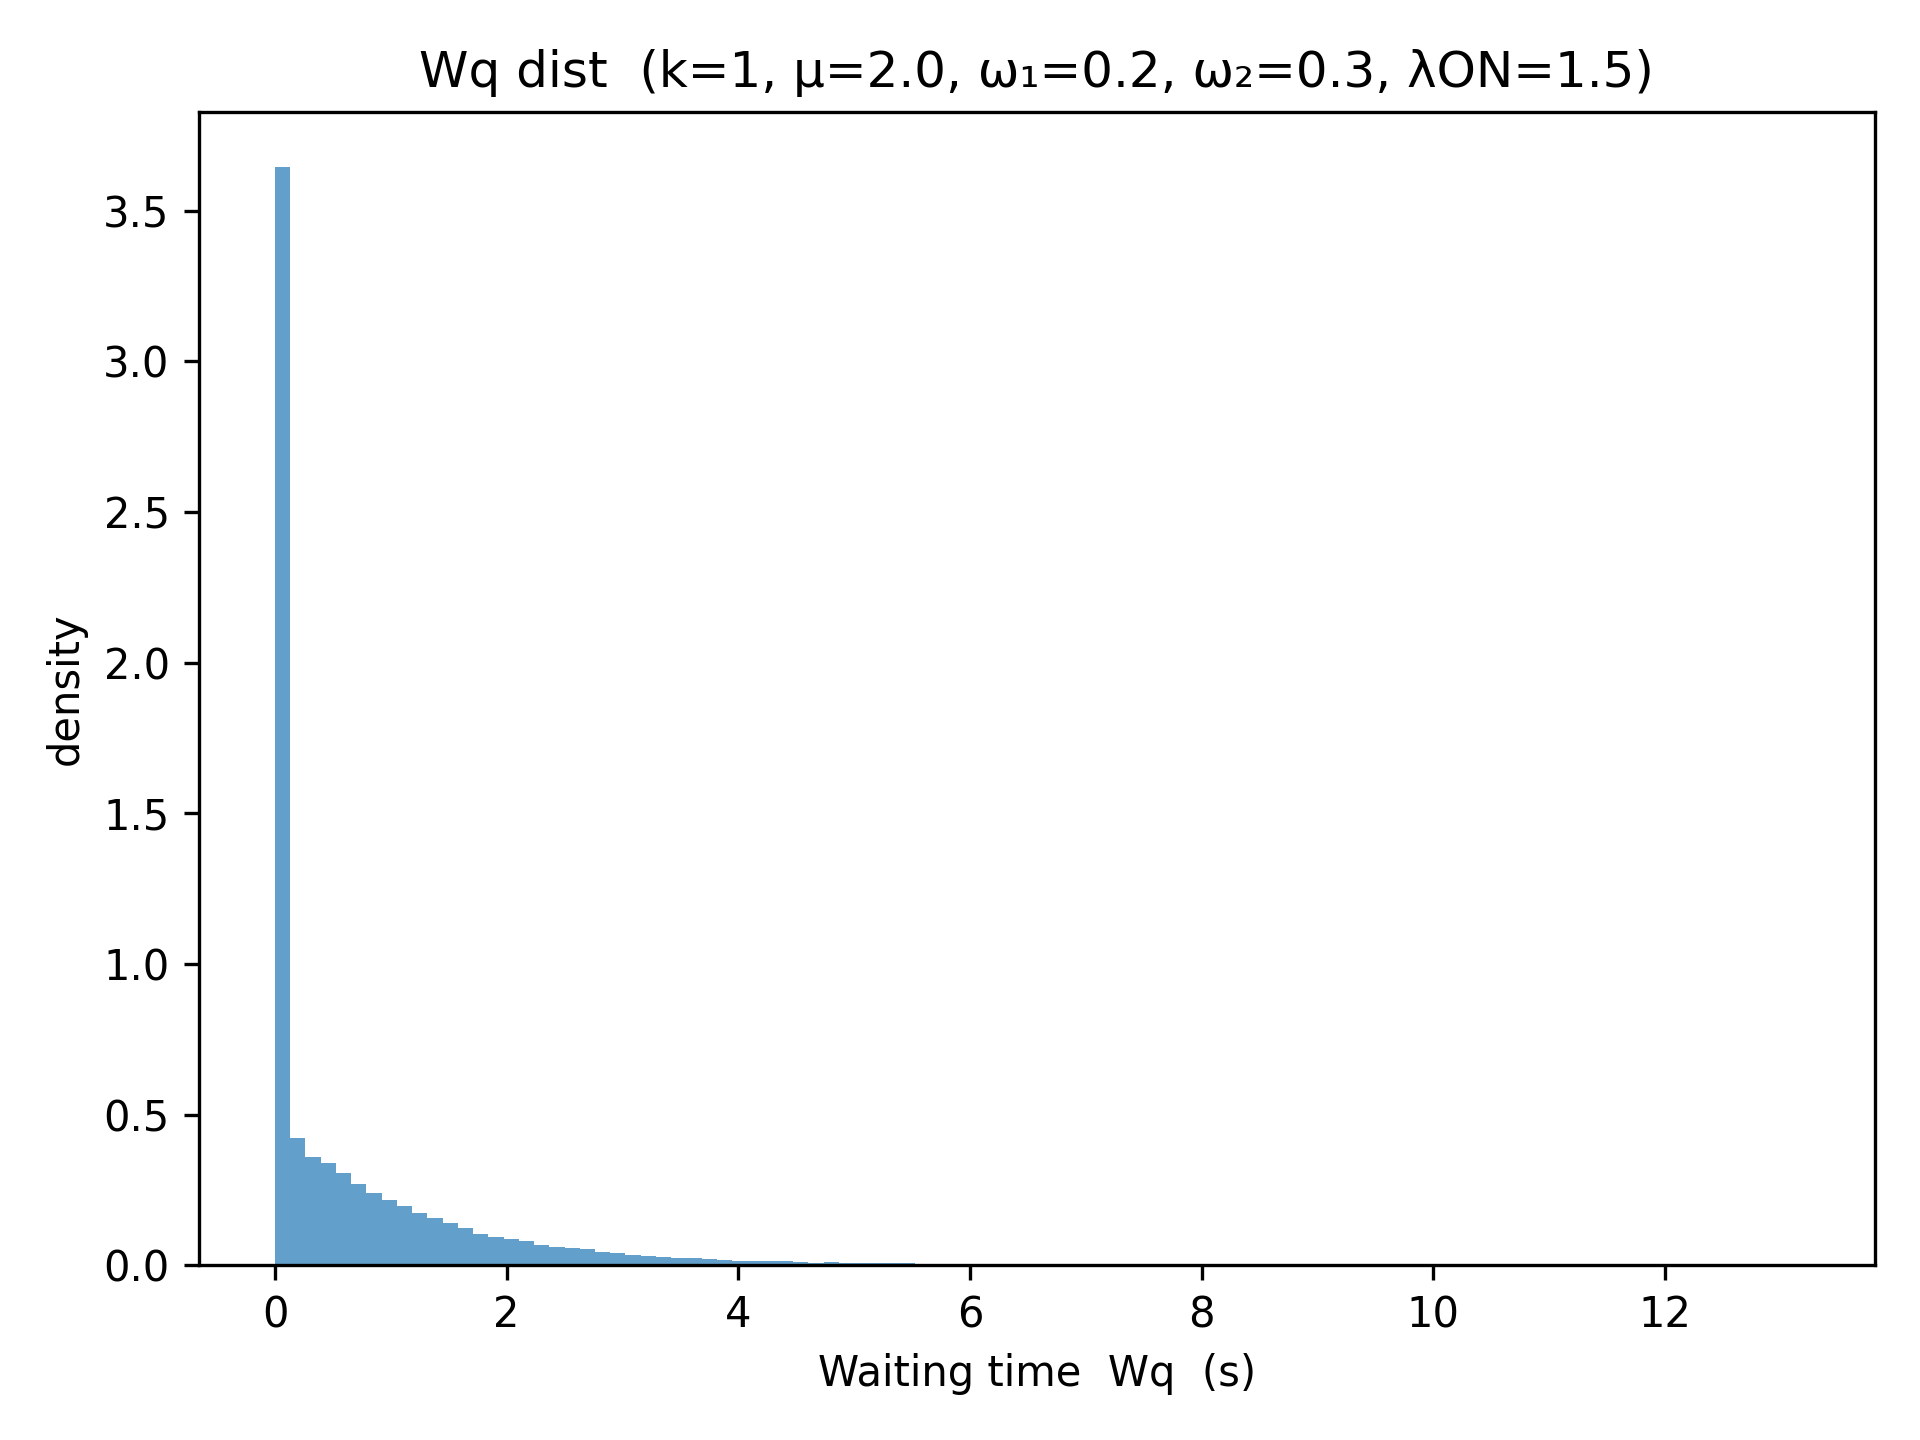 Wq dist  (k=1, μ=2.0, ω₁=0.2, ω₂=0.3, λON=1.5)
3.5
3.0
2.5
2.0
1.5
1.0
0.5
0.0
density
0 2 4 6 8 10 12
Waiting time  Wq  (s)